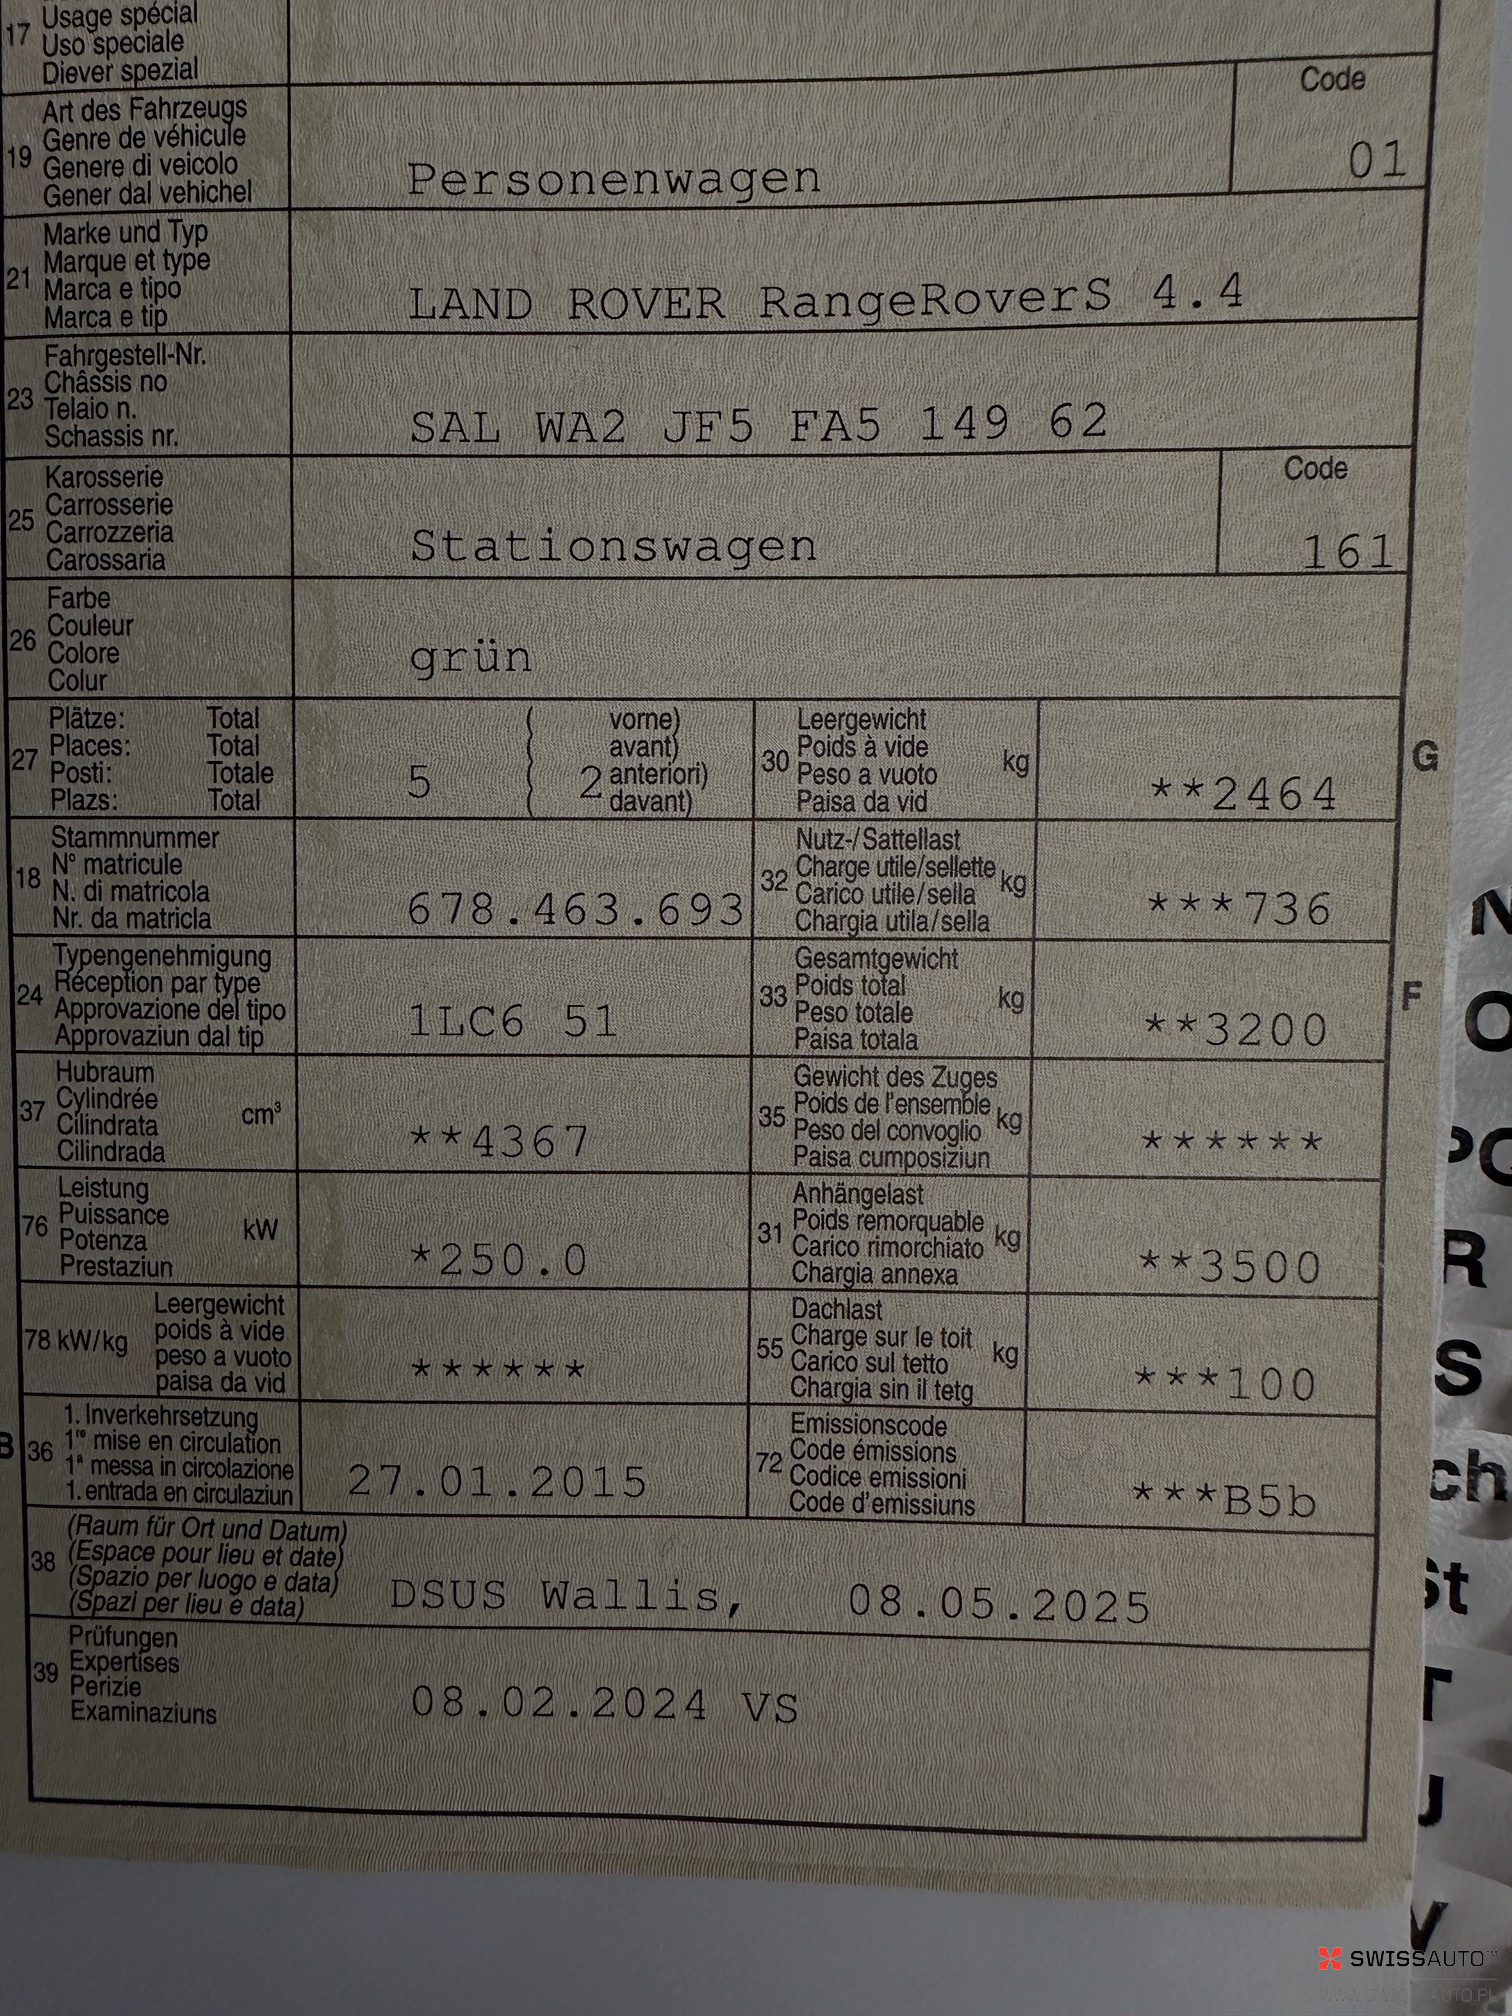 17 Usage spécial
Uso speciale
Diever spezial
19 Art des Fahrzeugs
Genre de véhicule
Genere di veicolo
Gener dal vehichel
Personenwagen
Code
01
21 Marke und Typ
Marque et type
Marca e tipo
Marca e tip
LAND ROVER RangeRoverS 4.4
23 Fahrgestell-Nr.
Châssis no
Telaio n.
Schassis nr.
SAL WA2 JF5 FA5 149 62
25 Karosserie
Carrosserie
Carrozzeria
Carossaria
Stationswagen
Code
161
26 Farbe
Couleur
Colore
Colur
grün
27 Plätze: Total
Places: Total
Posti: Totale
Plazs: Total
5 ( 2 vorne)
avant)
anteriori)
davant)
30 Leergewicht
Poids à vide
Peso a vuoto
Paisa da vid
kg
**2464
G
18 Stammnummer
N° matricule
N. di matricola
Nr. da matricla
678.463.693
32 Nutz-/Sattellast
Charge utile/sellette
Carico utile/sella
Chargia utila/sella
kg
***736
24 Typengenehmigung
Réception par type
Approvazione del tipo
Approvaziun dal tip
1LC6 51
33 Gesamtgewicht
Poids total
Peso totale
Paisa totala
kg
**3200
F
37 Hubraum
Cylindrée
Cilindrata
Cilindrada
cm³
**4367
35 Gewicht des Zuges
Poids de l'ensemble
Peso del convoglio
Paisa cumposiziun
kg
******
76 Leistung
Puissance
Potenza
Prestaziun
kW
*250.0
31 Anhängelast
Poids remorquable
Carico rimorchiato
Chargia annexa
kg
**3500
78 kW/kg
Leergewicht
poids à vide
peso a vuoto
paisa da vid
******
55 Dachlast
Charge sur le toit
Carico sul tetto
Chargia sin il tetg
kg
***100
B
36 1. Inverkehrsetzung
1re mise en circulation
1a messa in circolazione
1. entrada en circulaziun
27.01.2015
72 Emissionscode
Code émissions
Codice emissioni
Code d'emissiuns
***B5b
38 (Raum für Ort und Datum)
(Espace pour lieu et date)
(Spazio per luogo e data)
(Spazi per lieu e data)
DSUS Wallis, 08.05.2025
39 Prüfungen
Expertises
Perizie
Examinaziuns
08.02.2024 VS
N
O
PQ
R
S
ch
St
T
U
V
SWISSAUTO™